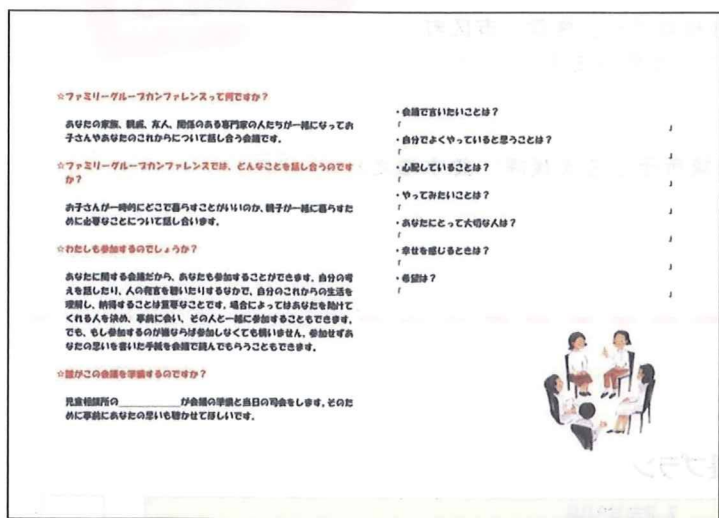 ☆ファミリーグループカンファレンスって何ですか？
あなたの家族、親戚、友人、関係のある専門家の人たちが一緒になってお
子さんやあなたのこれからについて話し合う会議です。
☆ファミリーグループカンファレンスでは、どんなことを話し合うのです
か？
お子さんが一時的にどこで暮らすことがいいのか、親子が一緒に暮らすた
めに必要なことについて話し合います。
☆わたしも参加するのでしょうか？
あなたに関する会議だから、あなたも参加することができます。自分の考
えを話したり、人の発言を聴いたりするなかで、自分のこれからの生活を
理解し、納得することは重要なことです。場合によってはあなたを助けて
くれる人を決め、事前に会い、その人と一緒に参加することもできます。
でも、もし参加するのが嫌ならば参加しなくても構いません。参加せずあ
なたの思いを書いた手紙を会議で読んでもらうこともできます。
☆誰がこの会議を準備するのですか？
児童相談所の____________が会議の準備と当日の司会をします。そのた
めに事前にあなたの思いも聴かせてほしいです。
・会議で言いたいことは？
「 」
・自分でよくやっていると思うことは？
「 」
・心配していることは？
「 」
・やってみたいことは？
「 」
・あなたにとって大切な人は？
「 」
・幸せを感じるときは？
「 」
・希望は？
「 」